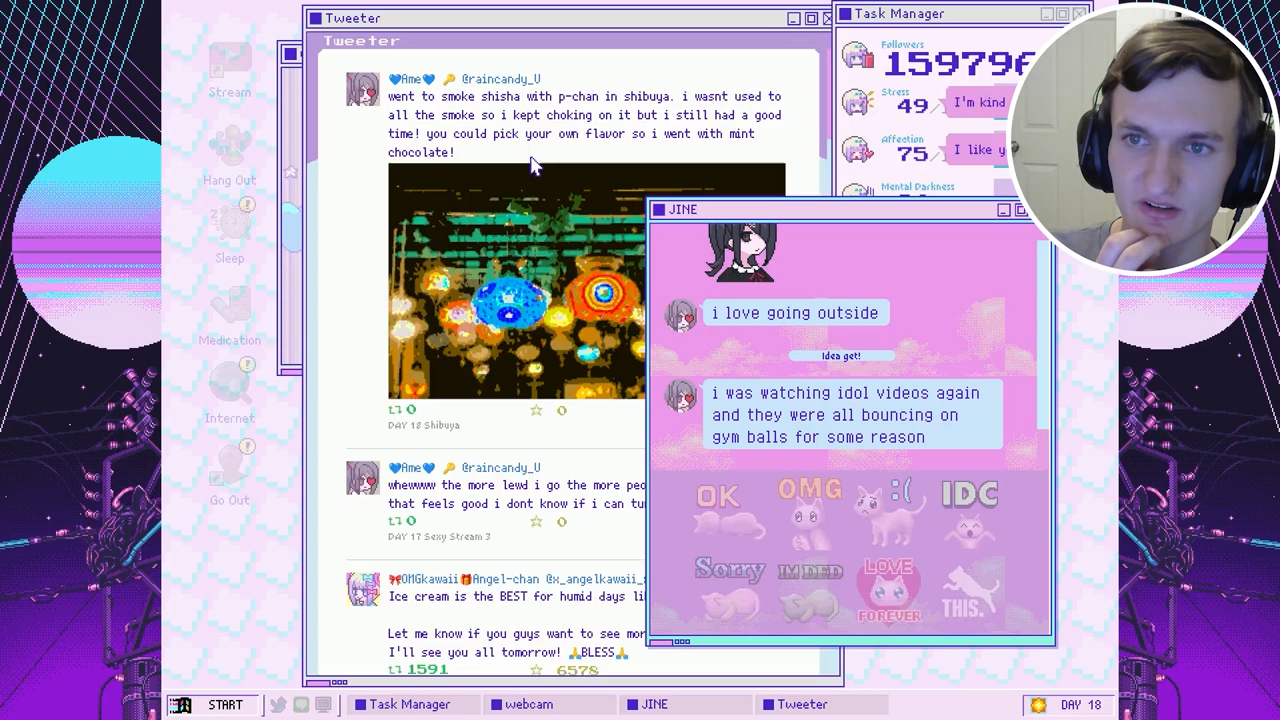 Tweeter
Tweeter
Ame @raincandy_U
went to smoke shisha with p-chan in shibuya. i wasnt used to
all the smoke so i kept choking on it but i still had a good
time! you could pick your own flavor so i went with mint
chocolate!
0 0
DAY 18 Shibuya
Ame @raincandy_U
whewwww the more lewd i go the more
that feels good i dont know if i can
0 0
DAY 17 Sexy Stream 3
OMGkawaii Angel-chan
Ice cream is the BEST for humid days
Let me know if you guys want to see
I'll see you all tomorrow! BLESS
1591 6578
Task Manager
Followers
159796
Stress
49
I'm kind
Affection
75
I like
Mental Darkness
JINE
i love going outside
Idea get!
i was watching idol videos again
and they were all bouncing on
gym balls for some reason
OK OMG :( IDC
Sorry IM DED LOVE FOREVER THIS.
Stream
Hang Out
Sleep
Medication
Internet
Go Out
START Task Manager webcam JINE Tweeter DAY 18